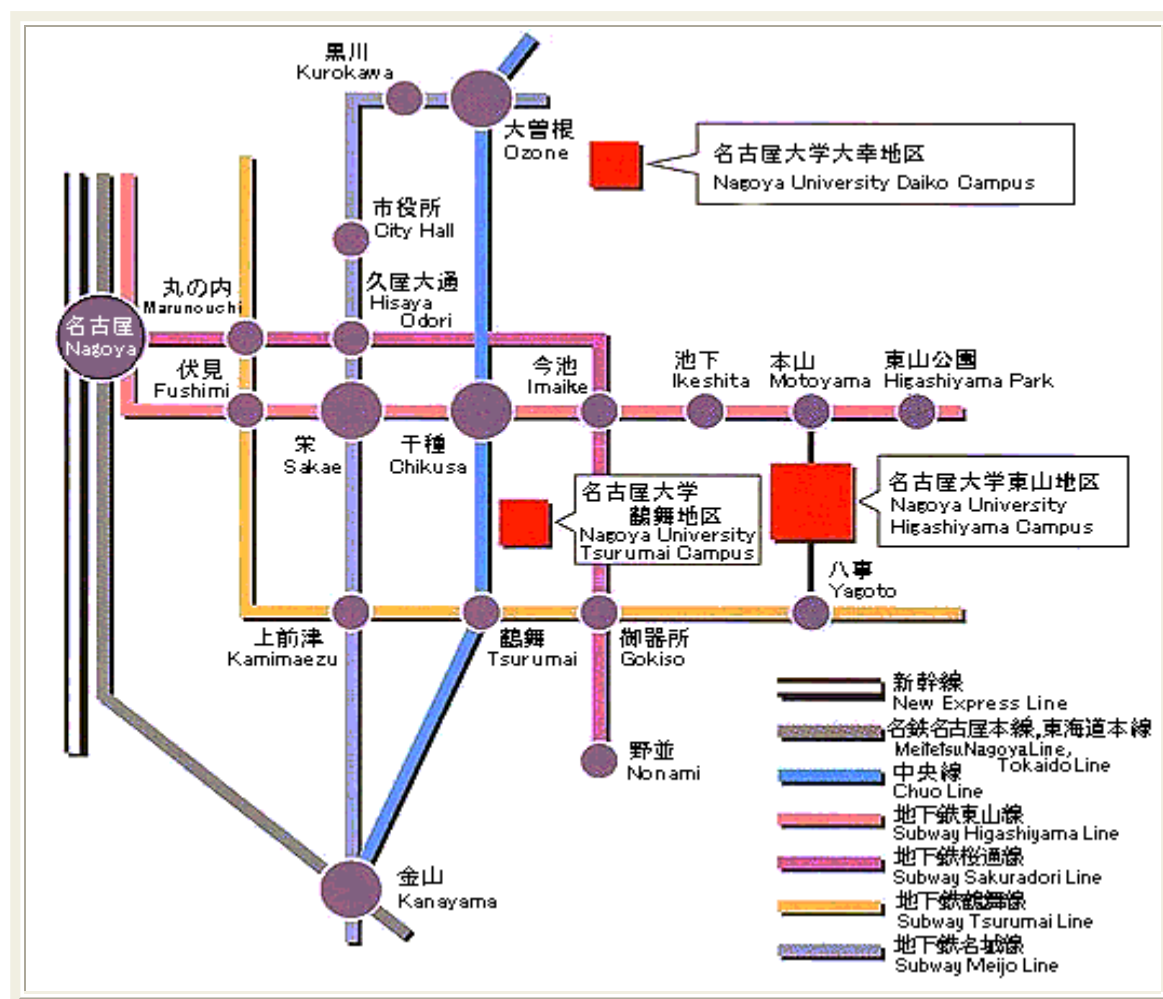 黒川
Kurokawa
大曽根
Ozone
名古屋大学大幸地区
Nagoya University Daiko Campus
市役所
City Hall
丸の内
Marunouchi
久屋大通
Hisaya
Odori
名古屋
Nagoya
伏見
Fushimi
今池
Imaike
池下
Ikeshita
本山
Motoyama
東山公園
Higashiyama Park
栄
Sakae
千種
Chikusa
名古屋大学
鶴舞地区
Nagoya University
Tsurumai Campus
名古屋大学東山地区
Nagoya University
Higashiyama Campus
八事
Yagoto
上前津
Kamimaezu
鶴舞
Tsurumai
御器所
Gokiso
野並
Nonami
金山
Kanayama
新幹線
New Express Line
名鉄名古屋本線,東海道本線
MeitetsuNagoyaLine,
Tokaido Line
中央線
Chuo Line
地下鉄東山線
Subway Higashiyama Line
地下鉄桜通線
Subway Sakuradori Line
地下鉄鶴舞線
Subway Tsurumai Line
地下鉄名城線
Subway Meijo Line